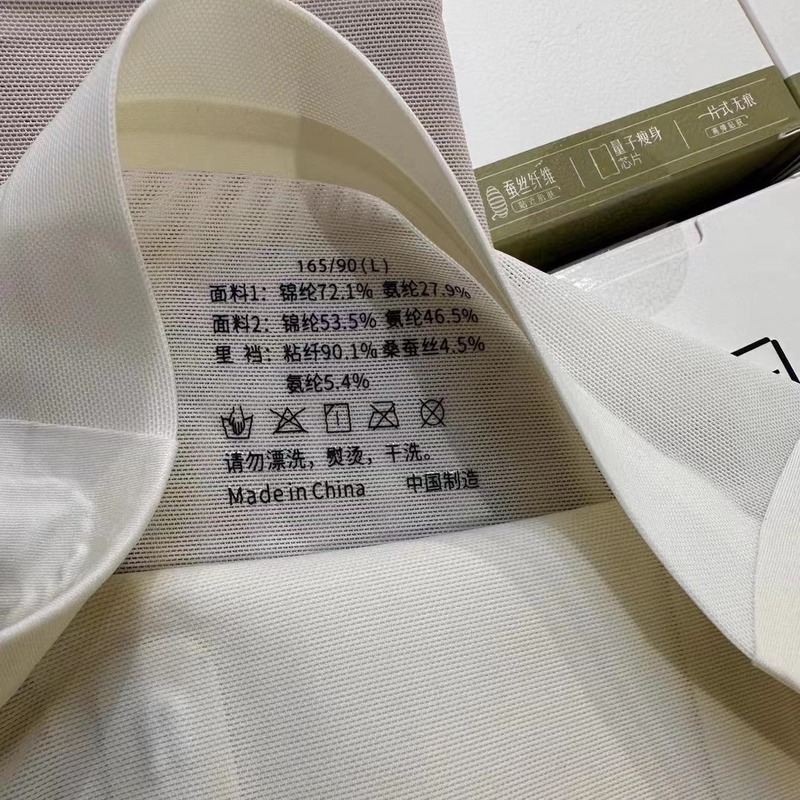 蚕丝纤维
量子瘦身
芯片
一片式无痕
165/90(L)
面料1：锦纶72.1% 氨纶27.9%
面料2：锦纶53.5% 氨纶46.5%
里 裆：粘纤90.1%桑蚕丝4.5%
氨纶5.4%
请勿漂洗，熨烫，干洗。
Made in China 中国制造